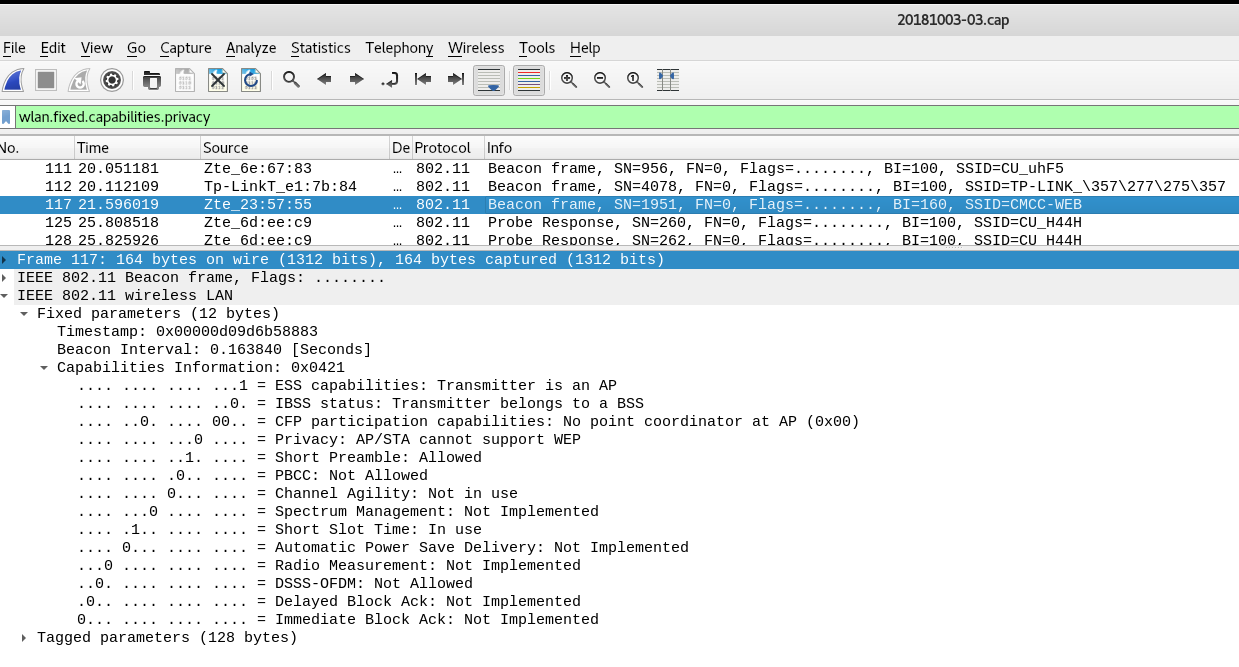 20181003-03.cap
File Edit View Go Capture Analyze Statistics Telephony Wireless Tools Help
wlan.fixed.capabilities.privacy
No. Time Source De Protocol Info
111 20.051181 Zte_6e:67:83 … 802.11 Beacon frame, SN=956, FN=0, Flags=........, BI=100, SSID=CU_uhF5
112 20.112109 Tp-LinkT_e1:7b:84 … 802.11 Beacon frame, SN=4078, FN=0, Flags=........, BI=100, SSID=TP-LINK_\357\277\275\357
117 21.596019 Zte_23:57:55 … 802.11 Beacon frame, SN=1951, FN=0, Flags=........, BI=160, SSID=CMCC-WEB
125 25.808518 Zte_6d:ee:c9 … 802.11 Probe Response, SN=260, FN=0, Flags=........, BI=100, SSID=CU_H44H
128 25.825926 Zte_6d:ee:c9 … 802.11 Probe Response, SN=262, FN=0, Flags=........, BI=100, SSID=CU_H44H
Frame 117: 164 bytes on wire (1312 bits), 164 bytes captured (1312 bits)
IEEE 802.11 Beacon frame, Flags: ........
IEEE 802.11 wireless LAN
Fixed parameters (12 bytes)
Timestamp: 0x00000d09d6b58883
Beacon Interval: 0.163840 [Seconds]
Capabilities Information: 0x0421
.... .... .... ...1 = ESS capabilities: Transmitter is an AP
.... .... .... ..0. = IBSS status: Transmitter belongs to a BSS
.... ..0. .... 00.. = CFP participation capabilities: No point coordinator at AP (0x00)
.... .... ...0 .... = Privacy: AP/STA cannot support WEP
.... .... ..1. .... = Short Preamble: Allowed
.... .... .0.. .... = PBCC: Not Allowed
.... .... 0... .... = Channel Agility: Not in use
.... ...0 .... .... = Spectrum Management: Not Implemented
.... .1.. .... .... = Short Slot Time: In use
.... 0... .... .... = Automatic Power Save Delivery: Not Implemented
...0 .... .... .... = Radio Measurement: Not Implemented
..0. .... .... .... = DSSS-OFDM: Not Allowed
.0.. .... .... .... = Delayed Block Ack: Not Implemented
0... .... .... .... = Immediate Block Ack: Not Implemented
Tagged parameters (128 bytes)